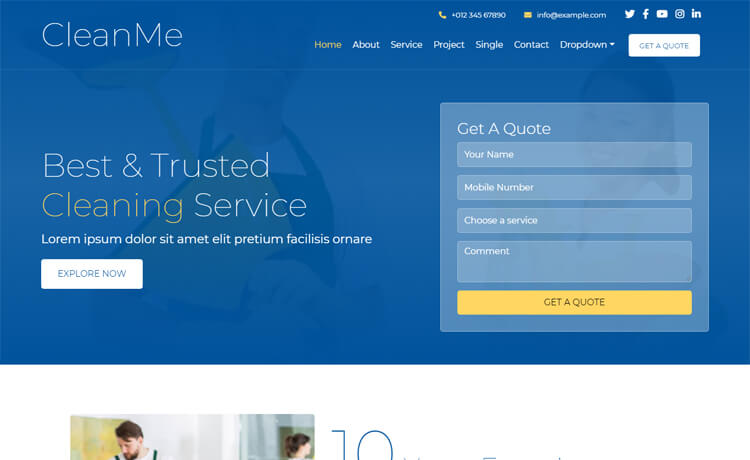 +012 345 67890 info@example.com
CleanMe
Home About Service Project Single Contact Dropdown GET A QUOTE
Best & Trusted
Cleaning Service
Lorem ipsum dolor sit amet elit pretium facilisis ornare
EXPLORE NOW
Get A Quote
Your Name
Mobile Number
Choose a service
Comment
GET A QUOTE
10